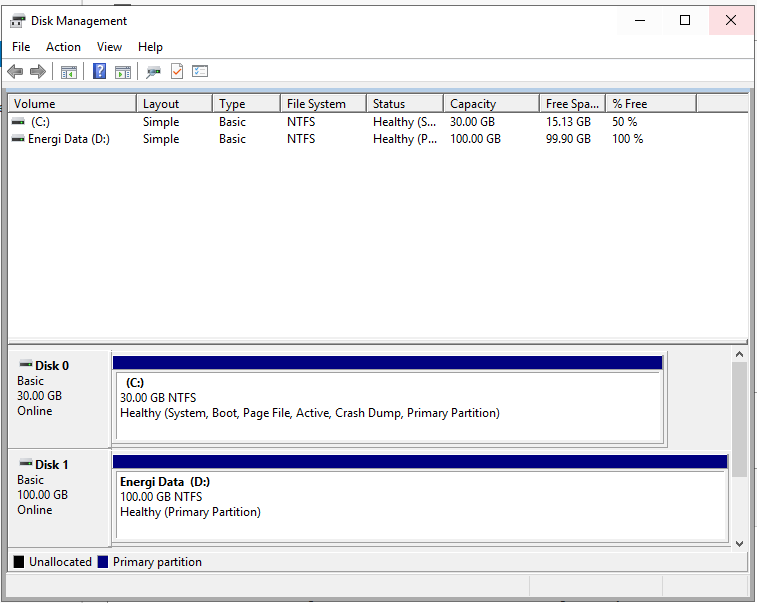 Disk Management
File Action View Help
Volume Layout Type File System Status Capacity Free Spa... % Free
(C:) Simple Basic NTFS Healthy (S... 30.00 GB 15.13 GB 50 %
Energi Data (D:) Simple Basic NTFS Healthy (P... 100.00 GB 99.90 GB 100 %
Disk 0
Basic
30.00 GB
Online
(C:)
30.00 GB NTFS
Healthy (System, Boot, Page File, Active, Crash Dump, Primary Partition)
Disk 1
Basic
100.00 GB
Online
Energi Data (D:)
100.00 GB NTFS
Healthy (Primary Partition)
Unallocated Primary partition